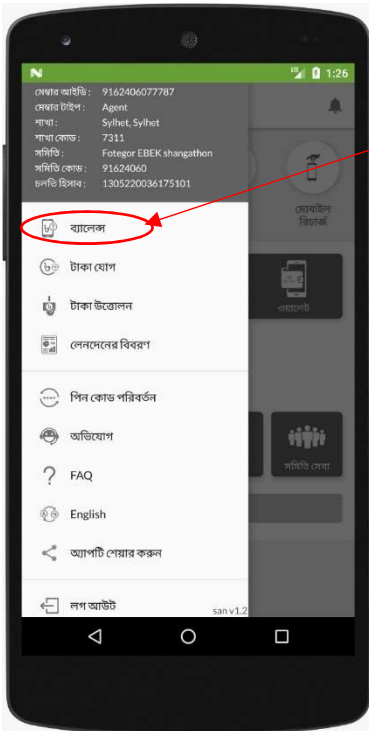 1:26
মেম্বার আইডি : 9162406077787
মেম্বার টাইপ : Agent
শাখা : Sylhet, Sylhet
শাখা কোড : 7311
সমিতি : Fotegor EBEK shangathon
সমিতি কোড : 91624060
চলতি হিসাব : 1305220036175101
মোবাইল
রিচার্জ
ব্যালেন্স
টাকা যোগ
ওয়ালেট
টাকা উত্তোলন
লেনদেনের বিবরণ
পিন কোড পরিবর্তন
অভিযোগ
সমিতি সেবা
FAQ
English
অ্যাপটি শেয়ার করুন
লগ আউট
san v1.2